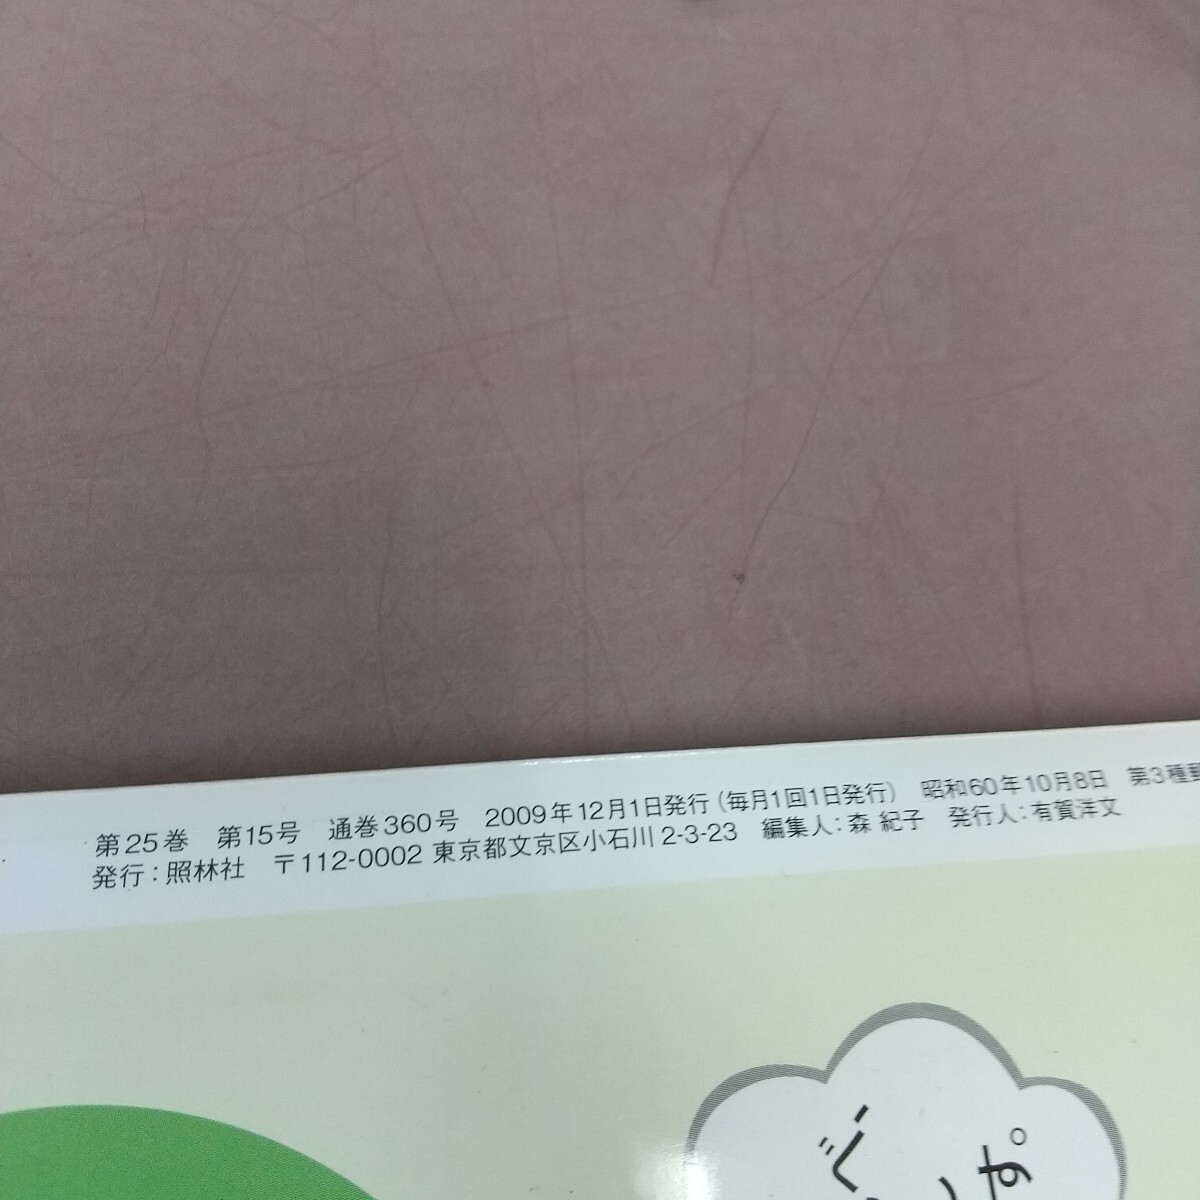 第25巻 第15号 通巻360号 2009年12月1日発行（毎月1回1日発行） 昭和60年10月8日 第3種郵
発行：照林社 〒112-0002 東京都文京区小石川2-3-23 編集人：森 紀子 発行人：有賀洋文
す。